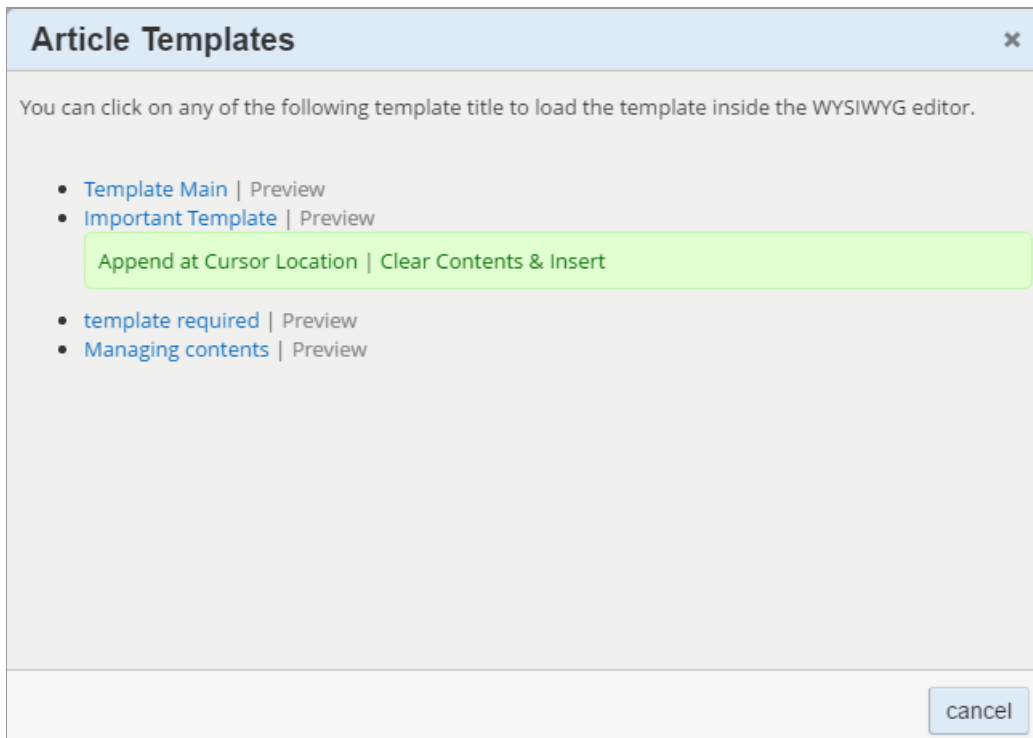 Article Templates ×
You can click on any of the following template title to load the template inside the WYSIWYG editor.
• Template Main | Preview
• Important Template | Preview
Append at Cursor Location | Clear Contents & Insert
• template required | Preview
• Managing contents | Preview
cancel